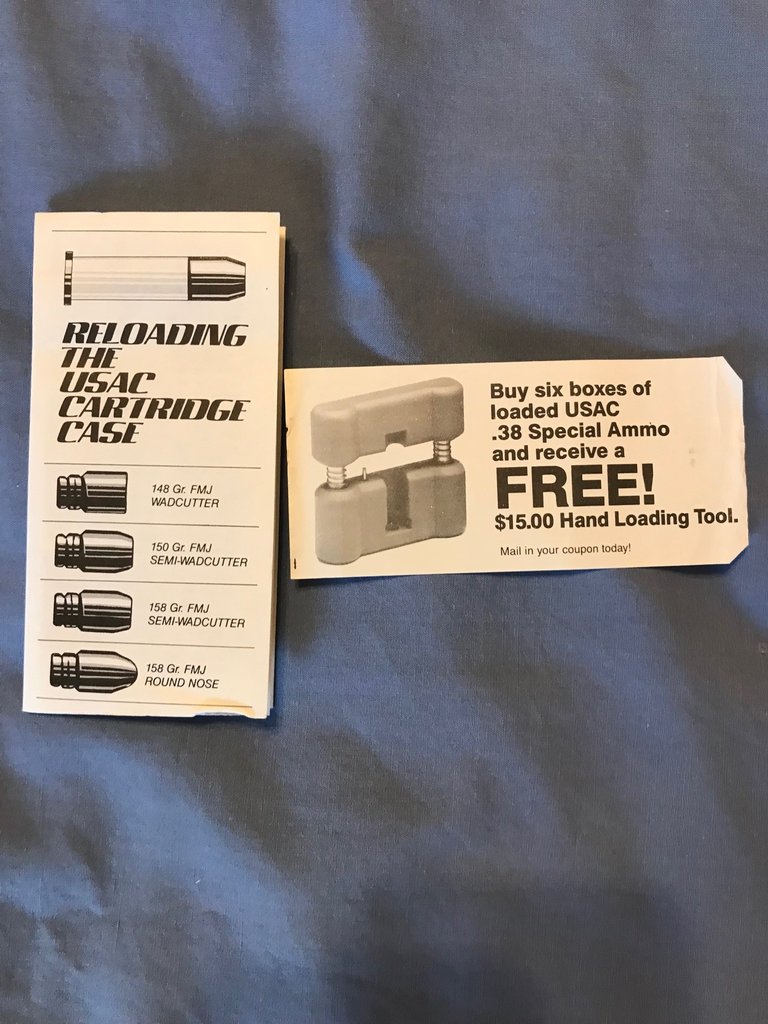 RELOADING
THE
USAC
CARTRIDGE
CASE
148 Gr. FMJ
WADCUTTER
150 Gr. FMJ
SEMI-WADCUTTER
158 Gr. FMJ
SEMI-WADCUTTER
158 Gr. FMJ
ROUND NOSE
Buy six boxes of
loaded USAC
.38 Special Ammo
and receive a
FREE!
$15.00 Hand Loading Tool.
Mail in your coupon today!